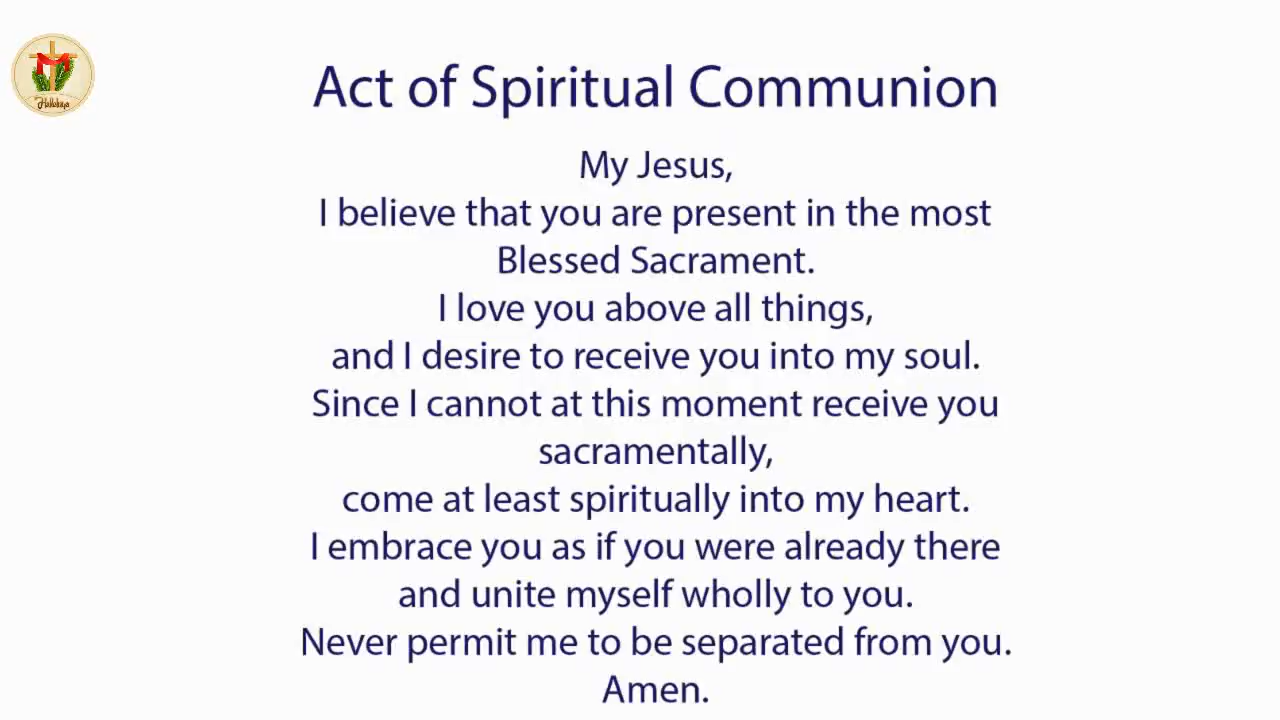 Act of Spiritual Communion
My Jesus,
I believe that you are present in the most
Blessed Sacrament.
I love you above all things,
and I desire to receive you into my soul.
Since I cannot at this moment receive you
sacramentally,
come at least spiritually into my heart.
I embrace you as if you were already there
and unite myself wholly to you.
Never permit me to be separated from you.
Amen.